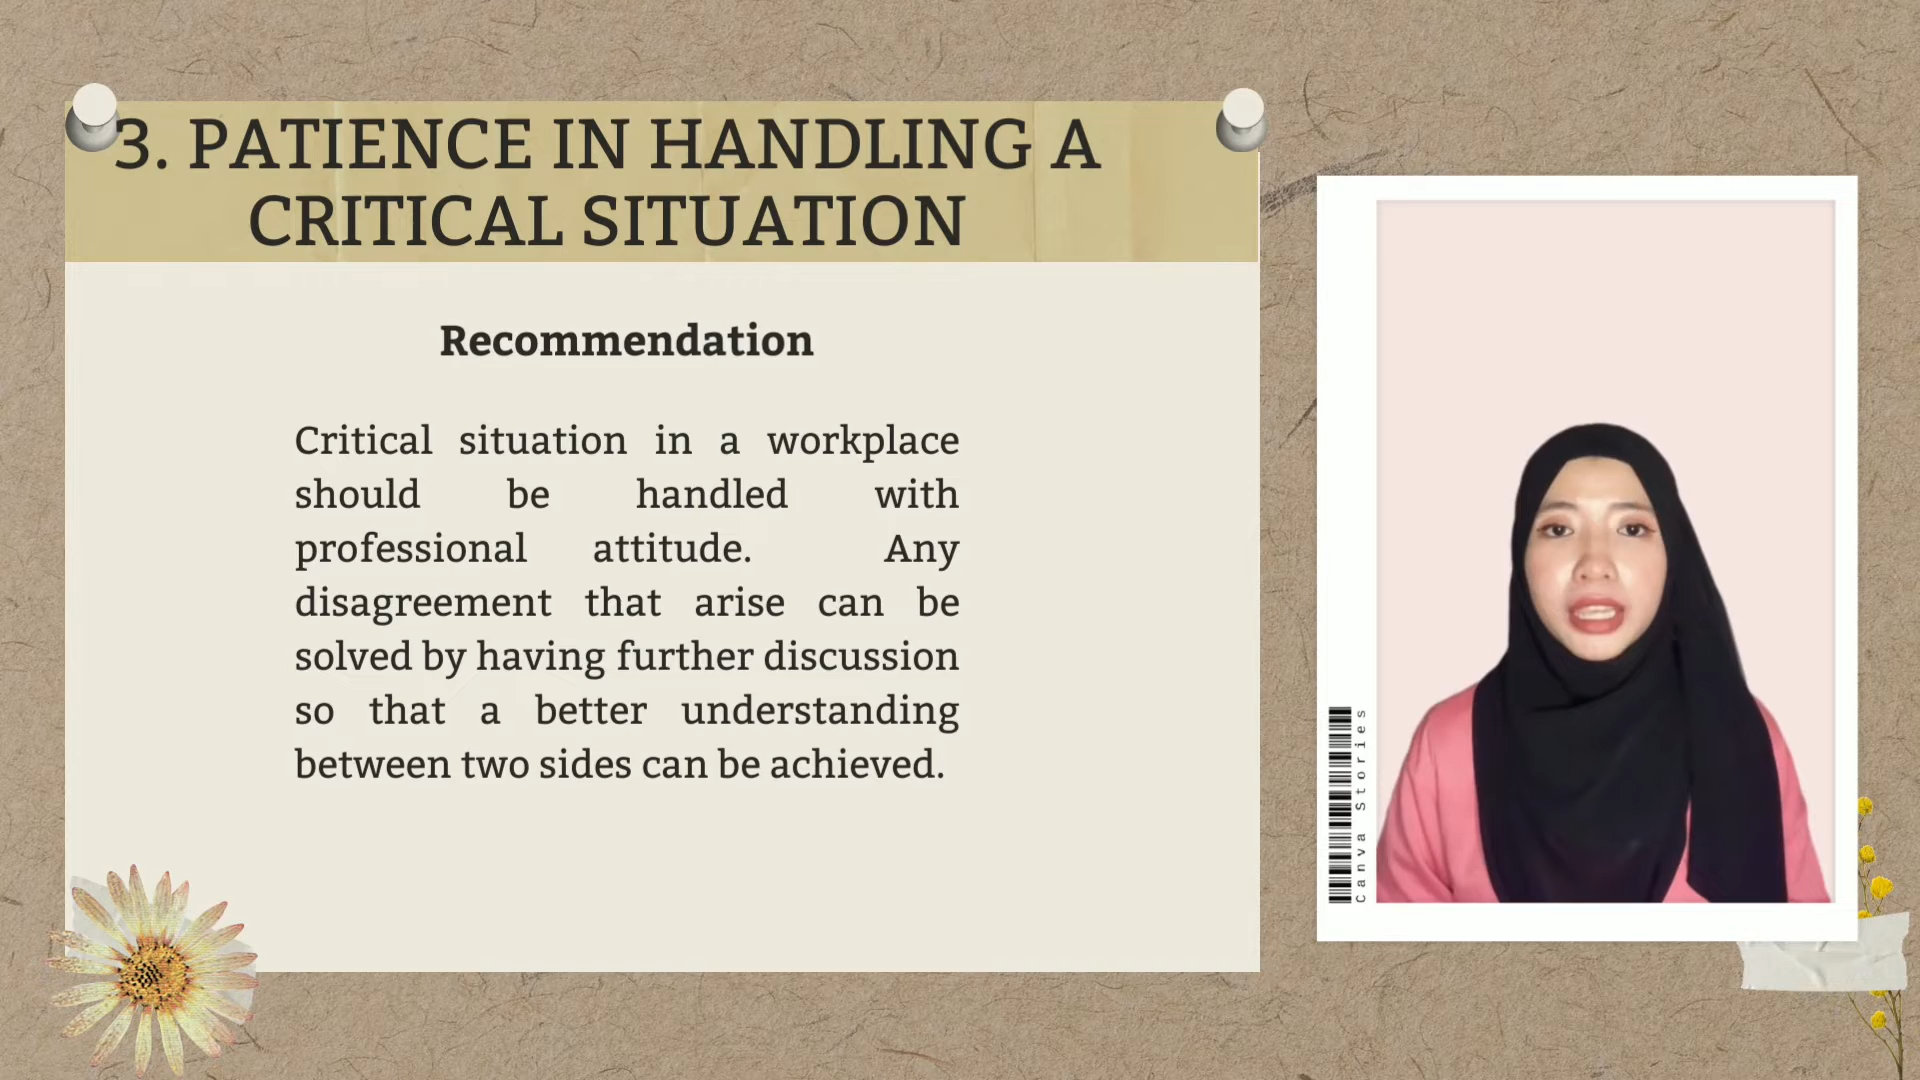 3. PATIENCE IN HANDLING A
CRITICAL SITUATION
Recommendation
Critical situation in a workplace
should be handled with
professional attitude. Any
disagreement that arise can be
solved by having further discussion
so that a better understanding
between two sides can be achieved.
Canva Stories